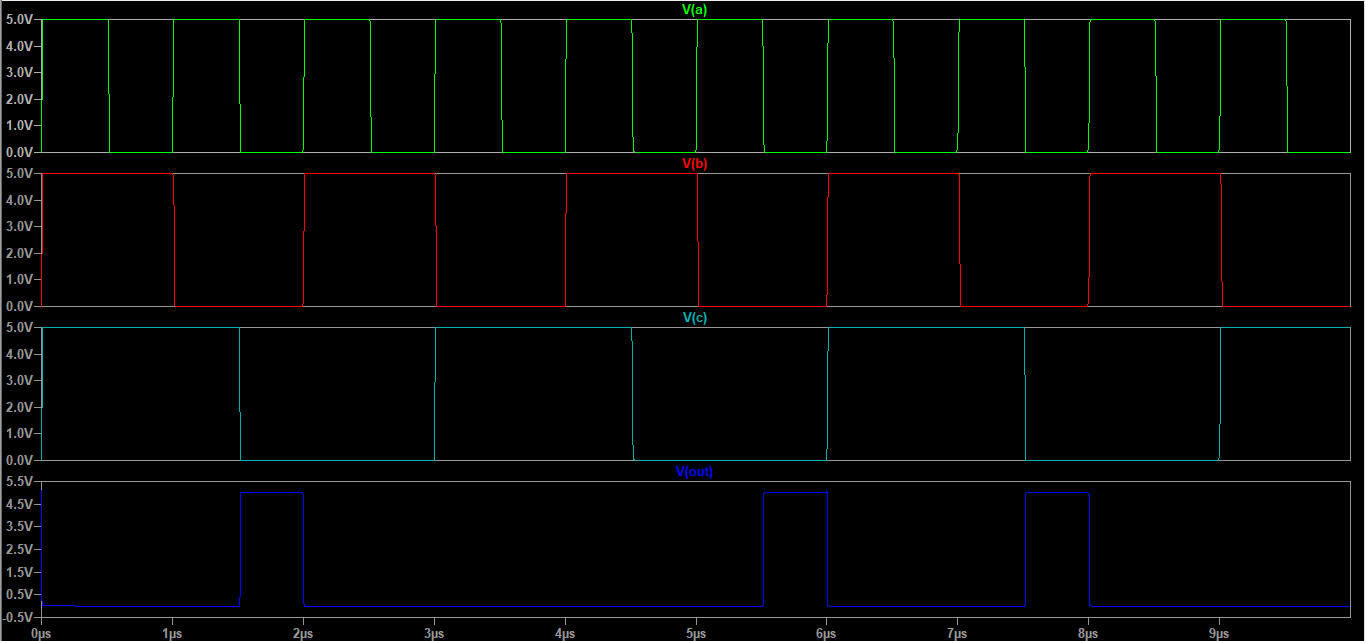 V(a)
5.0V
4.0V
3.0V
2.0V
1.0V
0.0V
V(b)
5.0V
4.0V
3.0V
2.0V
1.0V
0.0V
V(c)
5.0V
4.0V
3.0V
2.0V
1.0V
0.0V
V(out)
5.5V
4.5V
3.5V
2.5V
1.5V
0.5V
-0.5V
0µs 1µs 2µs 3µs 4µs 5µs 6µs 7µs 8µs 9µs